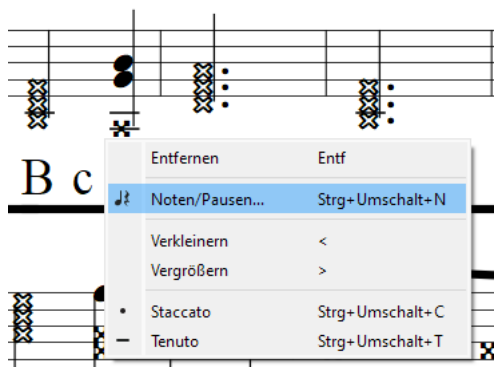 B c
Entfernen Entf
Noten/Pausen... Strg+Umschalt+N
Verkleinern <
Vergrößern >
Staccato Strg+Umschalt+C
Tenuto Strg+Umschalt+T